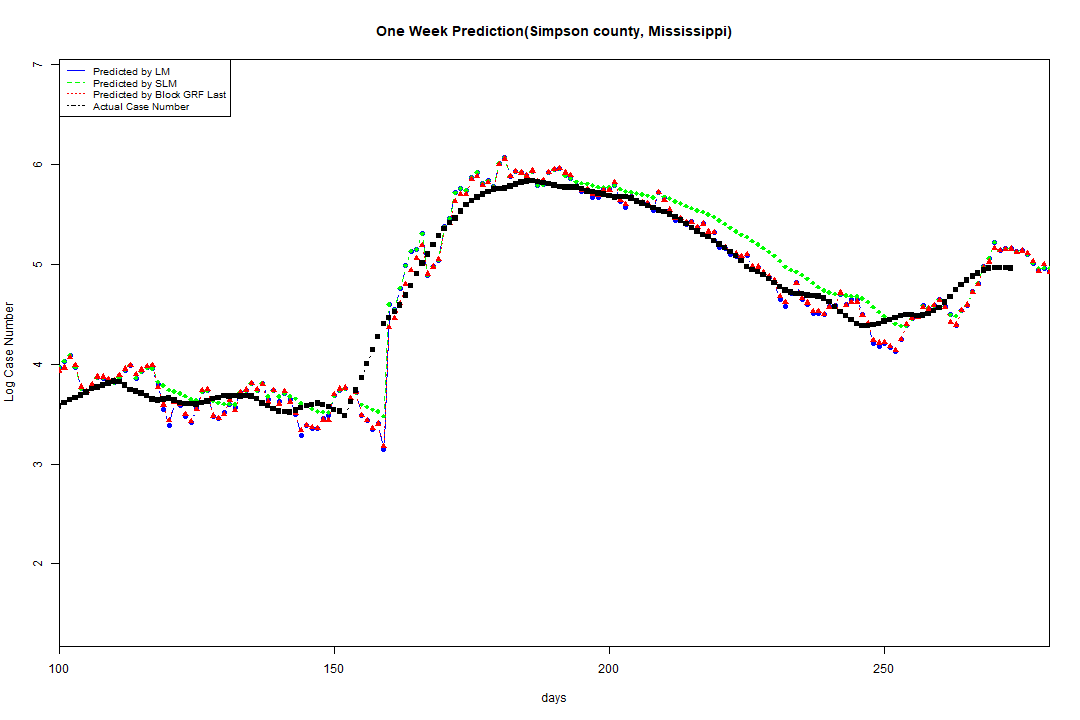 One Week Prediction(Simpson county, Mississippi)
Predicted by LM
Predicted by SLM
Predicted by Block GRF Last
Actual Case Number
7
6
5
4
3
2
Log Case Number
100 150 200 250
days